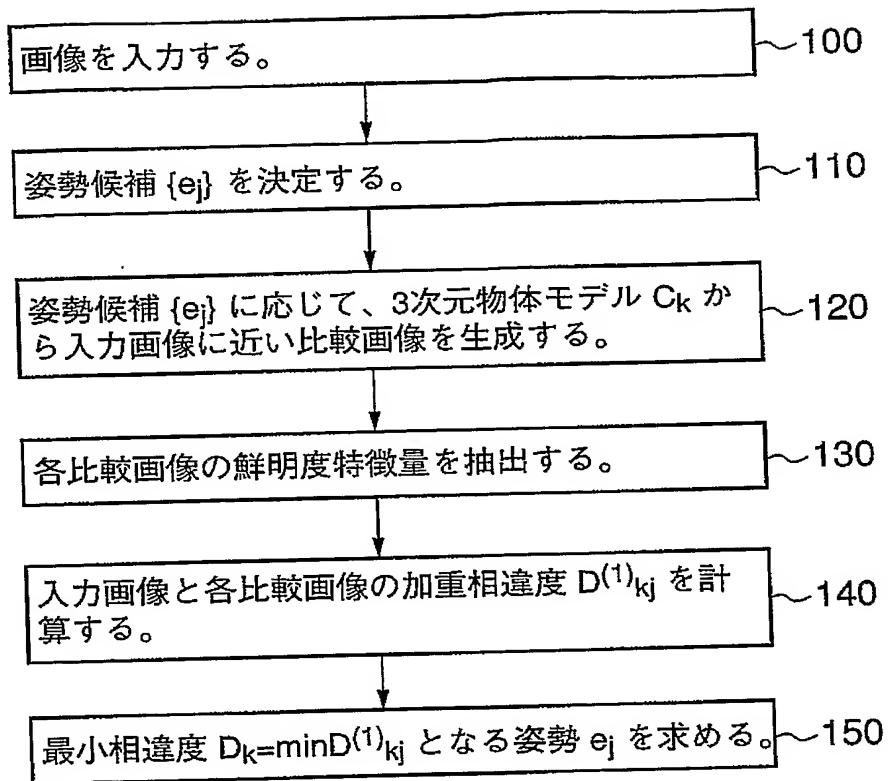 画像を入力する。
~100
姿勢候補 {ej} を決定する。
~110
姿勢候補 {ej} に応じて、3次元物体モデル Ck か
ら入力画像に近い比較画像を生成する。
~120
各比較画像の鮮明度特徴量を抽出する。
~130
入力画像と各比較画像の加重相違度 D(1)kj を計
算する。
~140
最小相違度 Dk=minD(1)kj となる姿勢 ej を求める。
~150